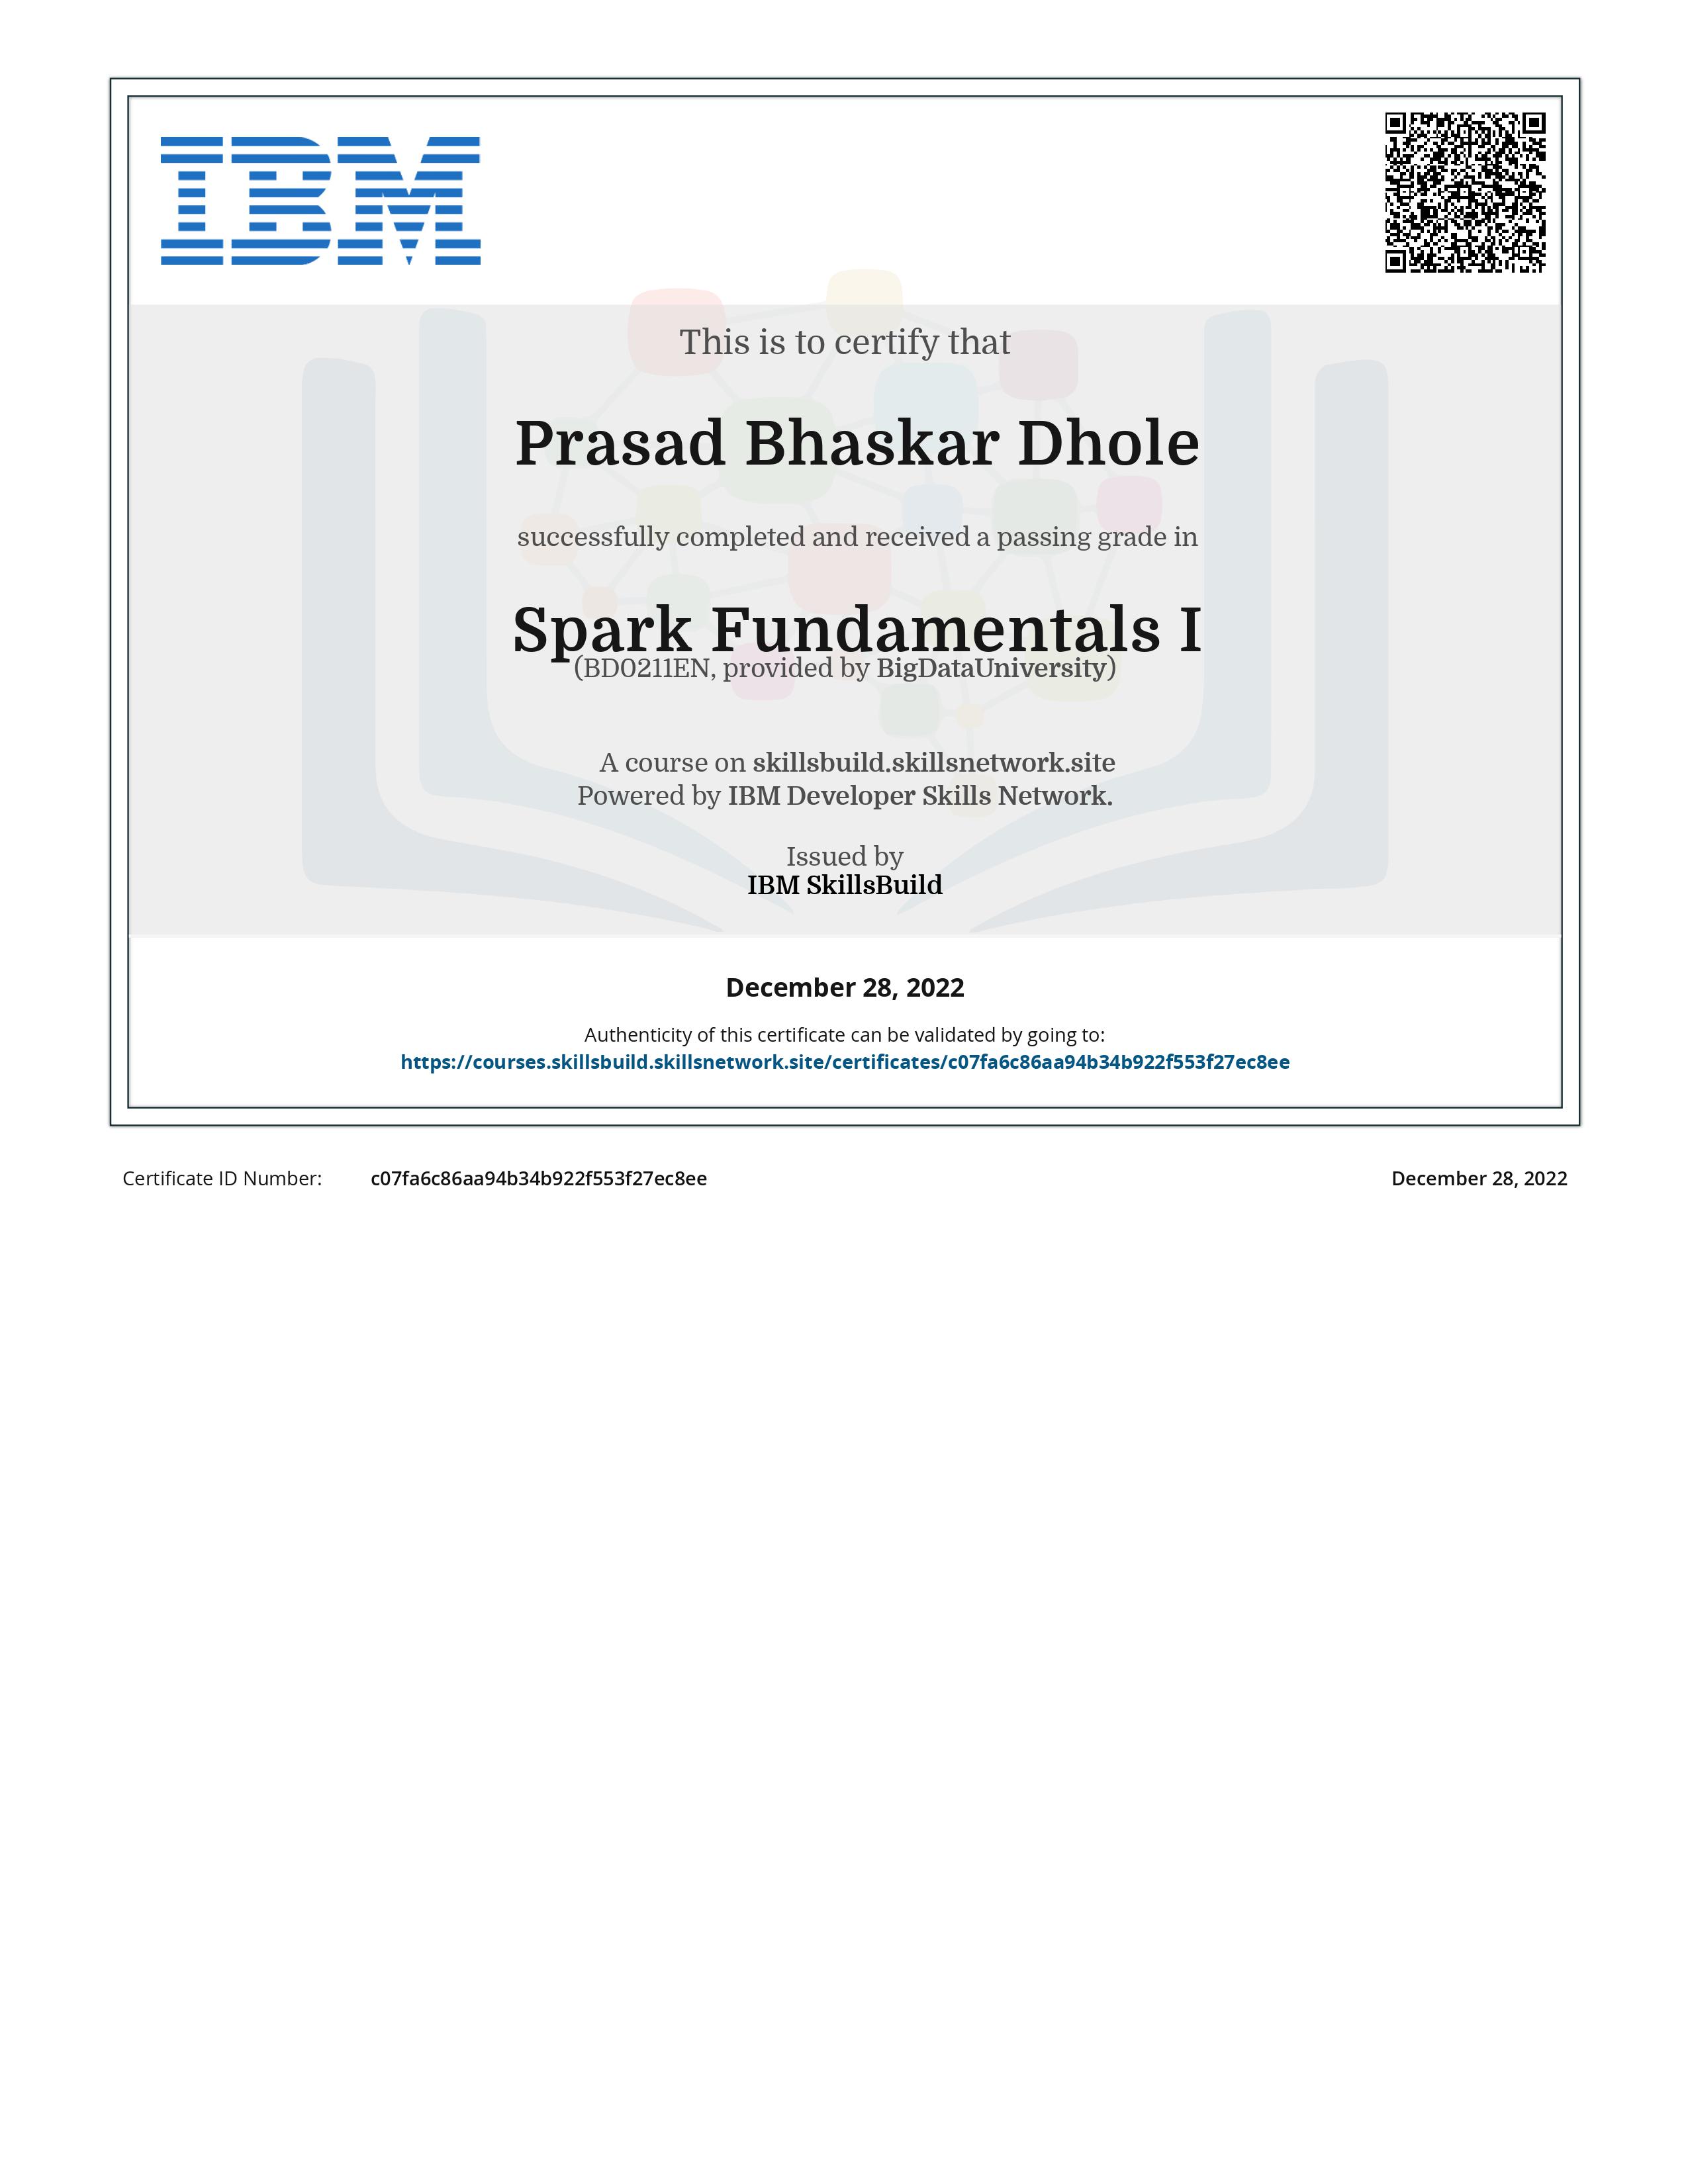 IBM
This is to certify that
Prasad Bhaskar Dhole
successfully completed and received a passing grade in
Spark Fundamentals I
(BD0211EN, provided by BigDataUniversity)
A course on skillsbuild.skillsnetwork.site
Powered by IBM Developer Skills Network.
Issued by
IBM SkillsBuild
December 28, 2022
Authenticity of this certificate can be validated by going to:
https://courses.skillsbuild.skillsnetwork.site/certificates/c07fa6c86aa94b34b922f553f27ec8ee
Certificate ID Number: c07fa6c86aa94b34b922f553f27ec8ee December 28, 2022